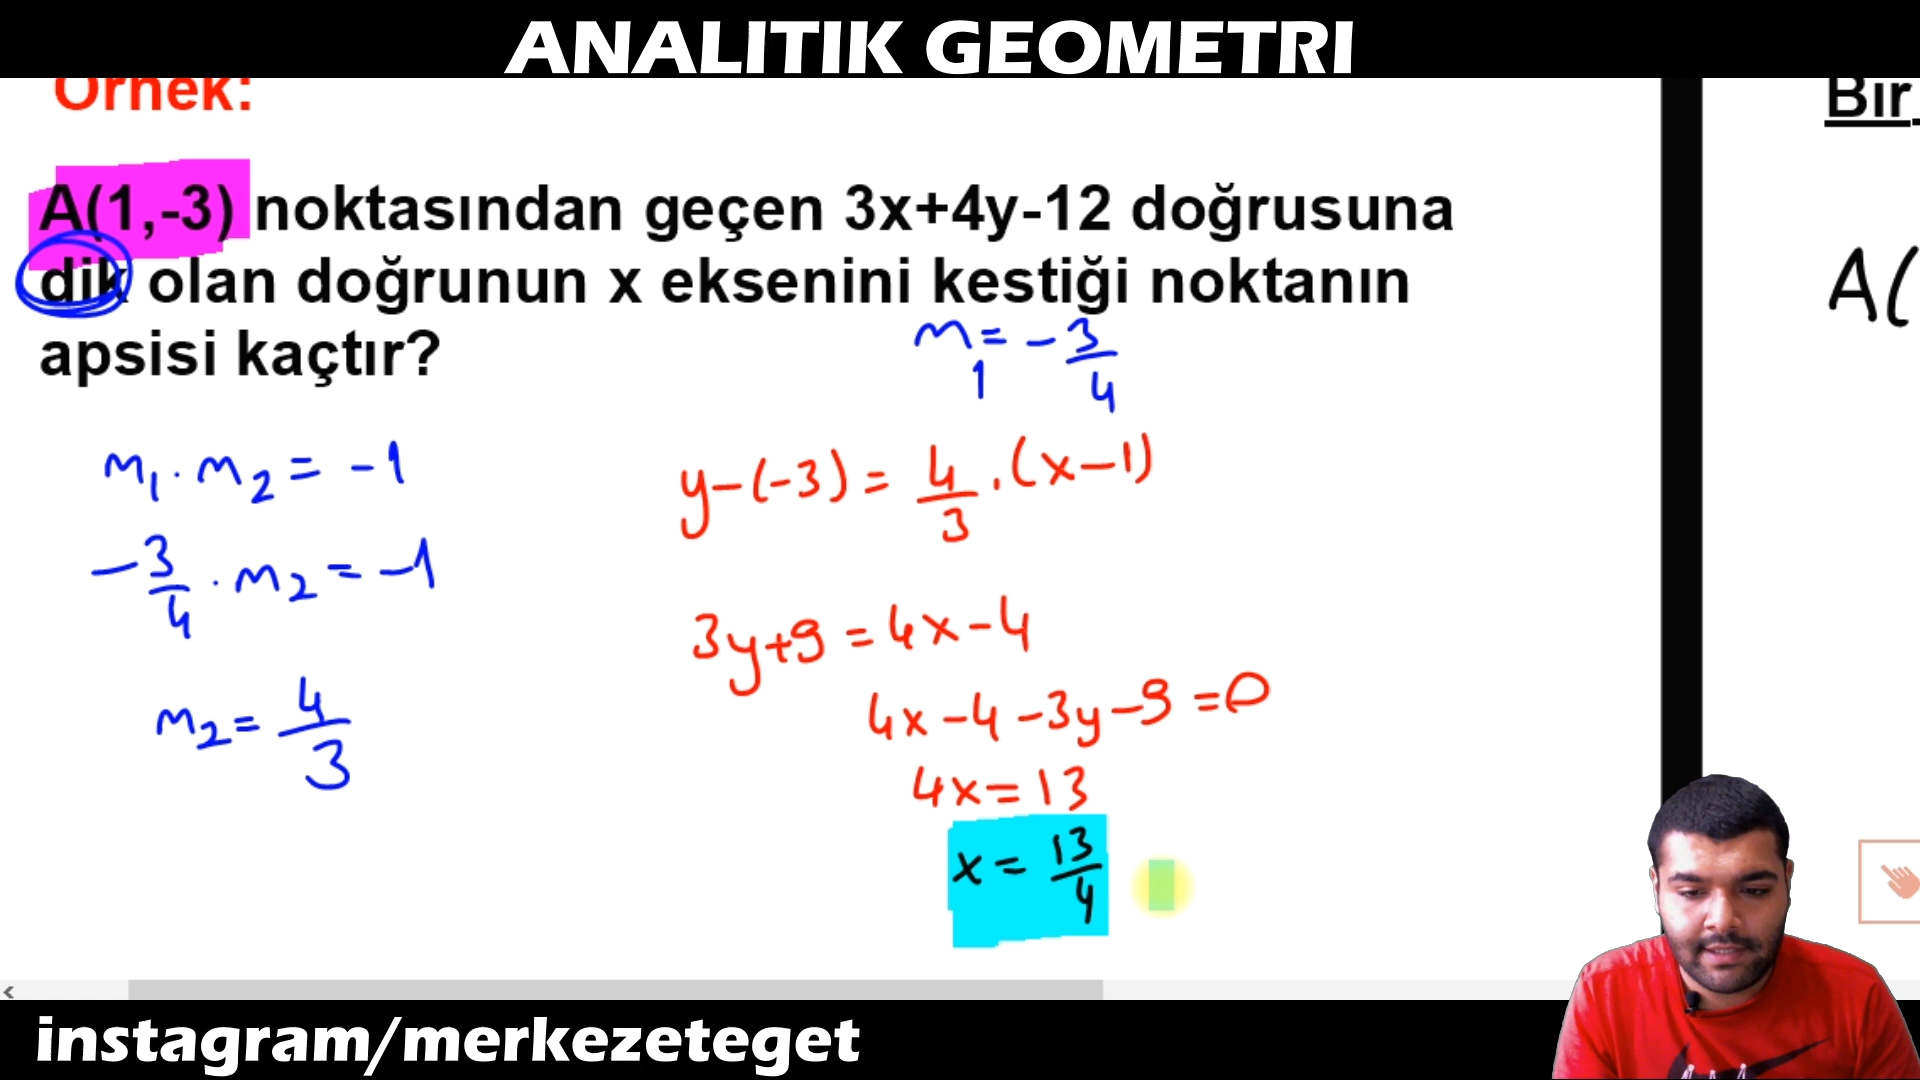 ANALITIK GEOMETRI
Örnek:
A(1,-3) noktasından geçen 3x+4y-12 doğrusuna
dik olan doğrunun x eksenini kestiği noktanın
apsisi kaçtır?
m₁ = -3/4
m₁ · m₂ = -1
-3/4 · m₂ = -1
m₂ = 4/3
y-(-3) = 4/3 . (x-1)
3y+9 = 4x-4
4x-4-3y-9 = 0
4x = 13
x = 13/4
Bir
A(
instagram/merkezeteget